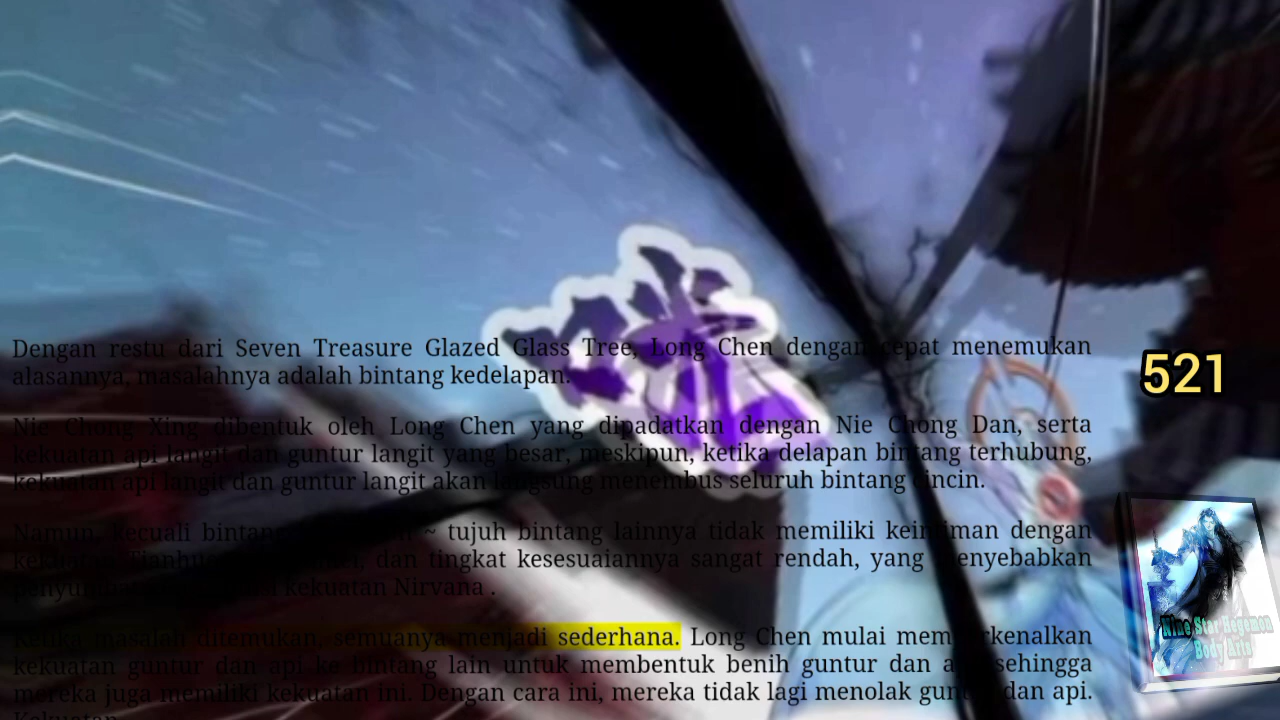 Dengan restu dari Seven Treasure Glazed Glass Tree, Long Chen dengan cepat menemukan
alasannya, masalahnya adalah bintang kedelapan.
Nie Chong Xing dibentuk oleh Long Chen yang dipadatkan dengan Nie Chong Dan, serta
kekuatan api langit dan guntur langit yang besar, meskipun, ketika delapan bintang terhubung,
kekuatan api langit dan guntur langit akan langsung menembus seluruh bintang cincin.
521
Namun, kecuali bintang ~ tujuh bintang lainnya tidak memiliki keintiman dengan
dan tingkat kesesuaiannya sangat rendah, yang menyebabkan
kekuatan Nirvana .
Ketika masalah ditemukan, semuanya menjadi sederhana. Long Chen mulai memperkenalkan
kekuatan guntur dan api ke bintang lain untuk membentuk benih guntur dan api, sehingga
mereka juga memiliki kekuatan ini. Dengan cara ini, mereka tidak lagi menolak guntur dan api.
Kekuatan
Nine Star Hegemon
Body Arts